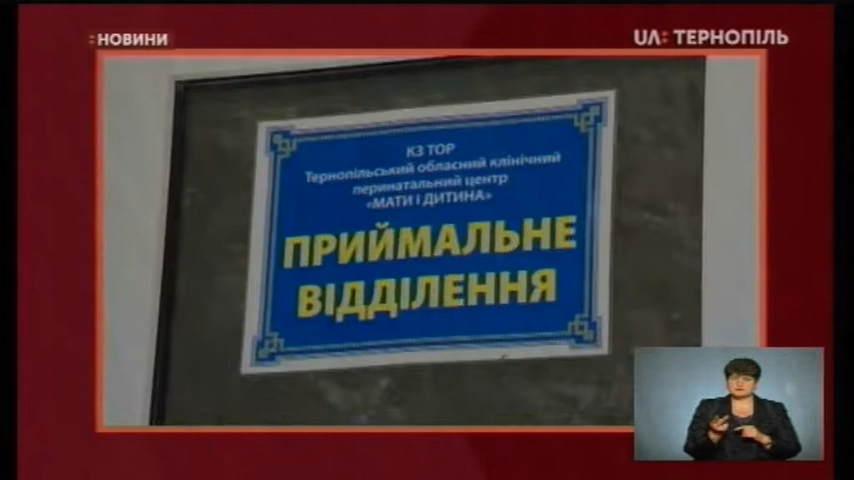 :НОВИНИ
UA: ТЕРНОПІЛЬ
КЗ ТОР
Тернопільський обласний клінічний
перинатальний центр
«МАТИ і ДИТИНА»
ПРИЙМАЛЬНЕ
ВІДДІЛЕННЯ